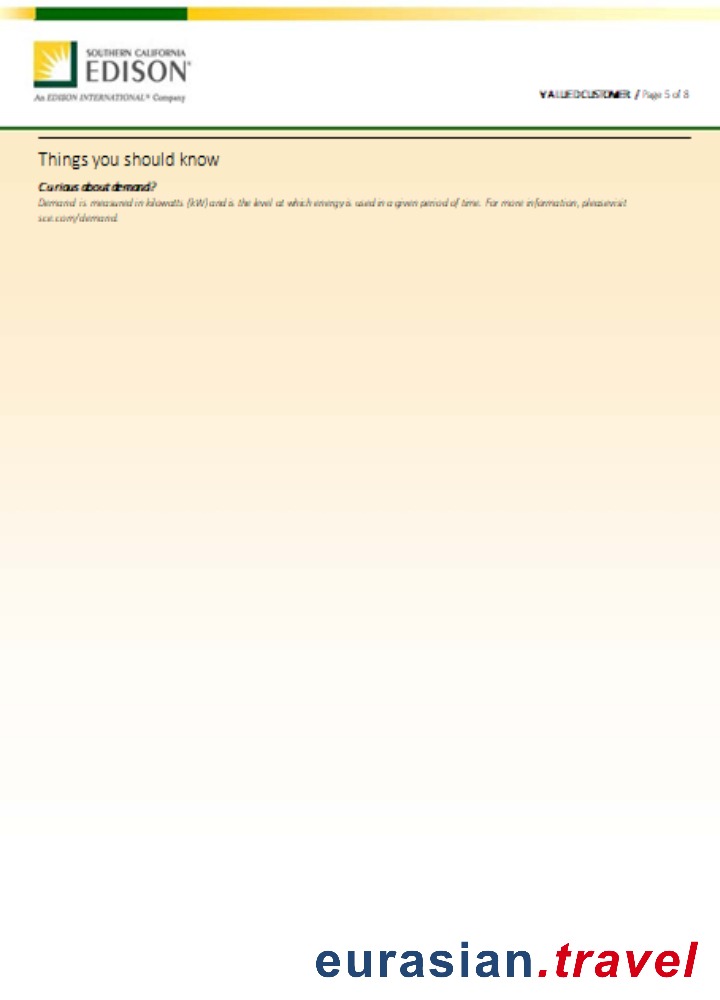 SOUTHERN CALIFORNIA
EDISON®
An EDISON INTERNATIONAL® Company
VALUED CUSTOMER / Page 5 of 8
Things you should know
Curious about demand?
Demand is measured in kilowatts (kW) and is the level at which energy is used in a given period of time. For more information, please visit
sce.com/demand.
eurasian.travel